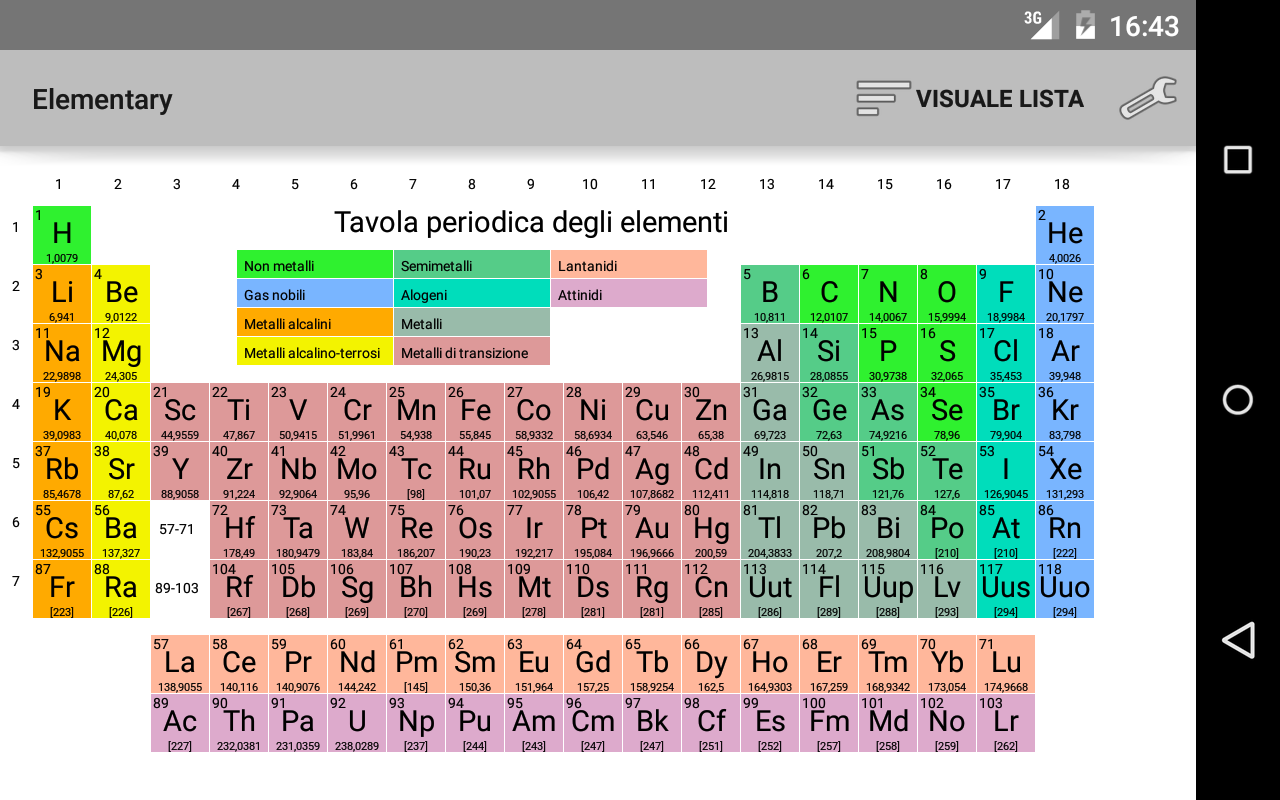 3G 16:43
Elementary VISUALE LISTA
1 2 3 4 5 6 7 8 9 10 11 12 13 14 15 16 17 18
Tavola periodica degli elementi
Non metalli Semimetalli Lantanidi
Gas nobili Alogeni Attinidi
Metalli alcalini Metalli
Metalli alcalino-terrosi Metalli di transizione
1
1 2
H He
1,0079 4,0026
2
3 4 5 6 7 8 9 10
Li Be B C N O F Ne
6,941 9,0122 10,811 12,0107 14,0067 15,9994 18,9984 20,1797
3
11 12 13 14 15 16 17 18
Na Mg Al Si P S Cl Ar
22,9898 24,305 26,9815 28,0855 30,9738 32,065 35,453 39,948
4
19 20 21 22 23 24 25 26 27 28 29 30 31 32 33 34 35 36
K Ca Sc Ti V Cr Mn Fe Co Ni Cu Zn Ga Ge As Se Br Kr
39,0983 40,078 44,9559 47,867 50,9415 51,9961 54,938 55,845 58,9332 58,6934 63,546 65,38 69,723 72,63 74,9216 78,96 79,904 83,798
5
37 38 39 40 41 42 43 44 45 46 47 48 49 50 51 52 53 54
Rb Sr Y Zr Nb Mo Tc Ru Rh Pd Ag Cd In Sn Sb Te I Xe
85,4678 87,62 88,9058 91,224 92,9064 95,96 [98] 101,07 102,9055 106,42 107,8682 112,411 114,818 118,71 121,76 127,6 126,9045 131,293
6
55 56 72 73 74 75 76 77 78 79 80 81 82 83 84 85 86
Cs Ba 57-71 Hf Ta W Re Os Ir Pt Au Hg Tl Pb Bi Po At Rn
132,9055 137,327 178,49 180,9479 183,84 186,207 190,23 192,217 195,084 196,9666 200,59 204,3833 207,2 208,9804 [210] [210] [222]
7
87 88 104 105 106 107 108 109 110 111 112 113 114 115 116 117 118
Fr Ra 89-103 Rf Db Sg Bh Hs Mt Ds Rg Cn Uut Fl Uup Lv Uus Uuo
[223] [226] [267] [268] [269] [270] [269] [278] [281] [281] [285] [286] [289] [288] [293] [294] [294]
57 58 59 60 61 62 63 64 65 66 67 68 69 70 71
La Ce Pr Nd Pm Sm Eu Gd Tb Dy Ho Er Tm Yb Lu
138,9055 140,116 140,9076 144,242 [145] 150,36 151,964 157,25 158,9254 162,5 164,9303 167,259 168,9342 173,054 174,9668
89 90 91 92 93 94 95 96 97 98 99 100 101 102 103
Ac Th Pa U Np Pu Am Cm Bk Cf Es Fm Md No Lr
[227] 232,0381 231,0359 238,0289 [237] [244] [243] [247] [247] [251] [252] [257] [258] [259] [262]